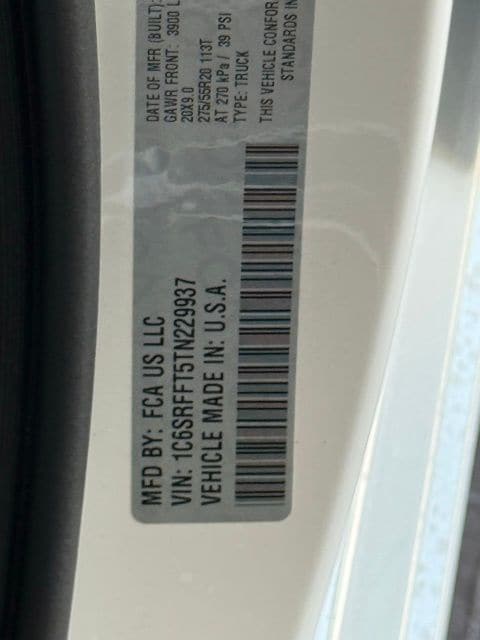 MFD BY: FCA US LLC
DATE OF MFR (BUILT):
VIN: 1C6SRFFT5TN229937
GAWR FRONT: 3900 L
20X9.0
VEHICLE MADE IN: U.S.A.
275/55R20 113T
AT 270 kPa / 39 PSI
TYPE: TRUCK
THIS VEHICLE CONFOR
STANDARDS IN